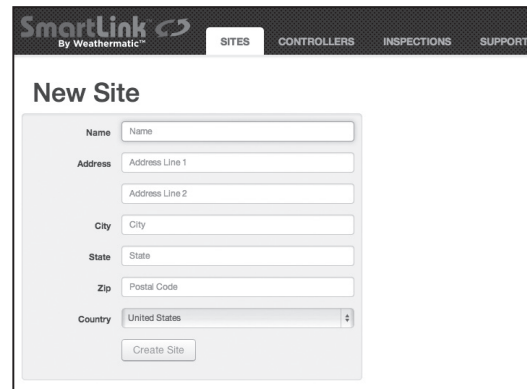 SmartLink™
By Weathermatic™
SITES CONTROLLERS INSPECTIONS SUPPORT
New Site
Name Name
Address Address Line 1
Address Line 2
City City
State State
Zip Postal Code
Country United States
Create Site